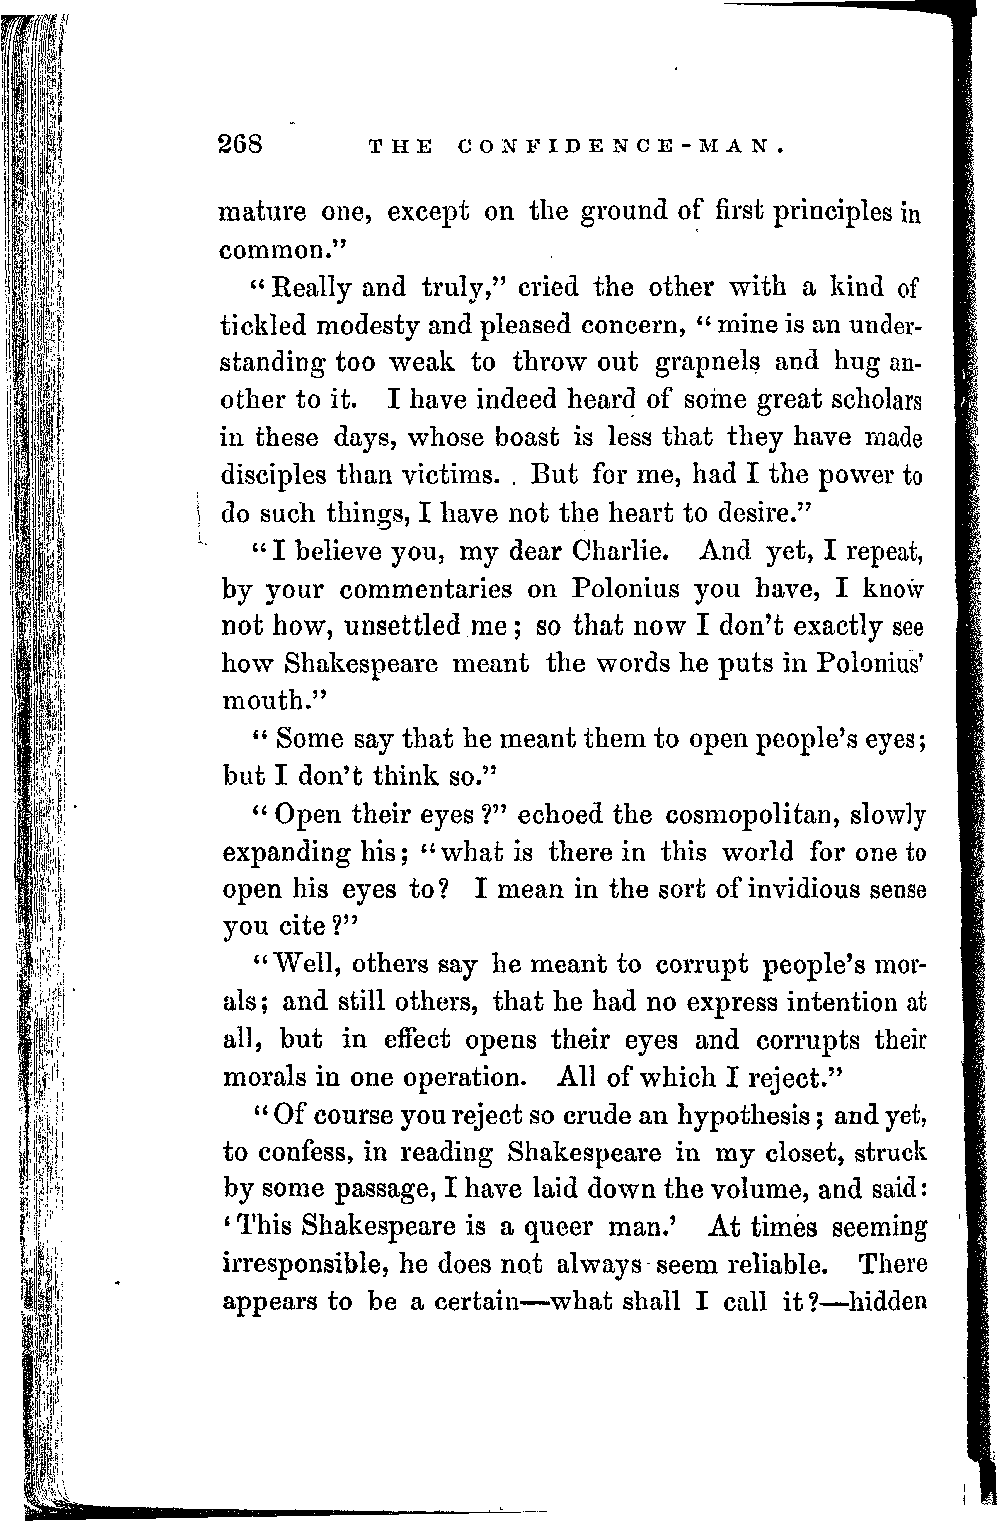 268 THE CONFIDENCE-MAN.
mature one, except on the ground of first principles in
common."
"Really and truly," cried the other with a kind of
tickled modesty and pleased concern, "mine is an under-
standing too weak to throw out grapnels and hug an-
other to it. I have indeed heard of some great scholars
in these days, whose boast is less that they have made
disciples than victims. But for me, had I the power to
do such things, I have not the heart to desire."
"I believe you, my dear Charlie. And yet, I repeat,
by your commentaries on Polonius you have, I know
not how, unsettled me; so that now I don't exactly see
how Shakespeare meant the words he puts in Polonius'
mouth."
"Some say that he meant them to open people's eyes;
but I don't think so."
"Open their eyes?" echoed the cosmopolitan, slowly
expanding his; "what is there in this world for one to
open his eyes to? I mean in the sort of invidious sense
you cite?"
"Well, others say he meant to corrupt people's mor-
als; and still others, that he had no express intention at
all, but in effect opens their eyes and corrupts their
morals in one operation. All of which I reject."
"Of course you reject so crude an hypothesis; and yet,
to confess, in reading Shakespeare in my closet, struck
by some passage, I have laid down the volume, and said:
'This Shakespeare is a queer man.' At times seeming
irresponsible, he does not always seem reliable. There
appears to be a certain—what shall I call it?—hidden